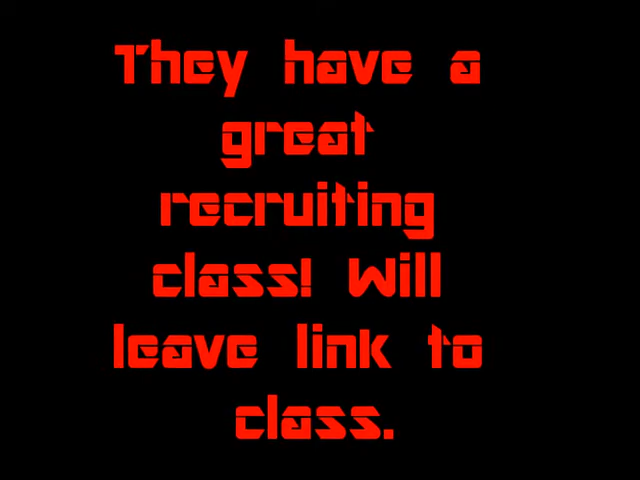 They have a
great
recruiting
class! Will
leave link to
class.